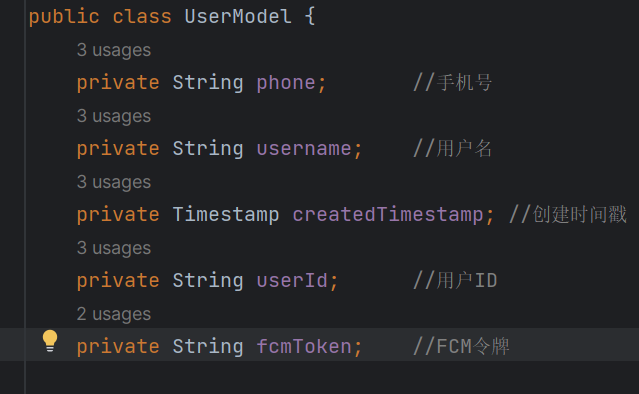 public class UserModel {
3 usages
private String phone; //手机号
3 usages
private String username; //用户名
3 usages
private Timestamp createdTimestamp; //创建时间戳
3 usages
private String userId; //用户ID
2 usages
private String fcmToken; //FCM令牌